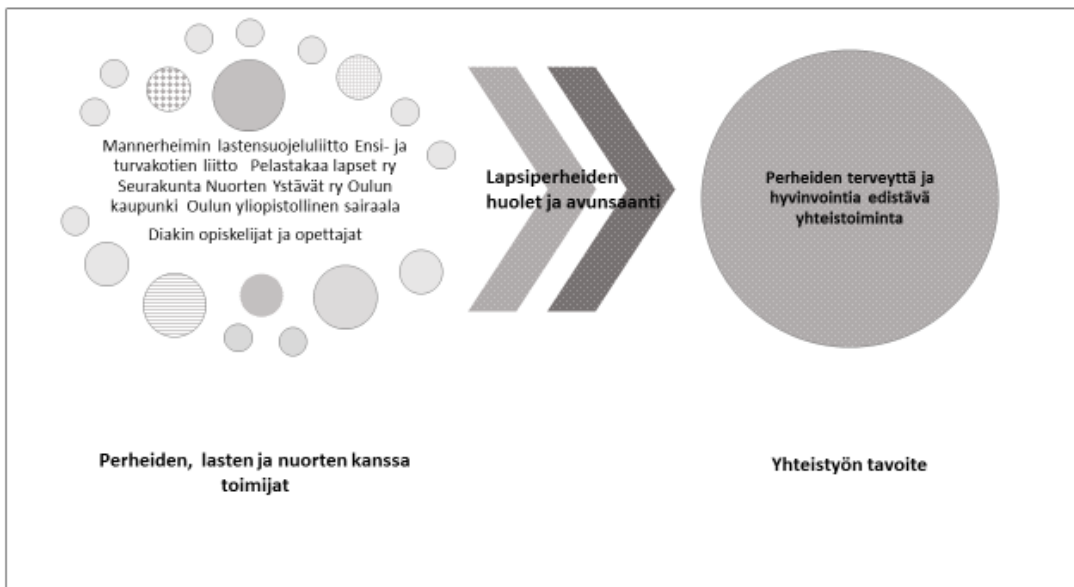 Mannerheimin lastensuojeluliitto Ensi- ja
turvakotien liitto Pelastakaa lapset ry
Seurakunta Nuorten Ystävät ry Oulun
kaupunki Oulun yliopistollinen sairaala
Diakin opiskelijat ja opettajat
Lapsiperheiden
huolet ja avunsaanti
Perheiden terveyttä ja
hyvinvointia edistävä
yhteistoiminta
Perheiden, lasten ja nuorten kanssa
toimijat
Yhteistyön tavoite